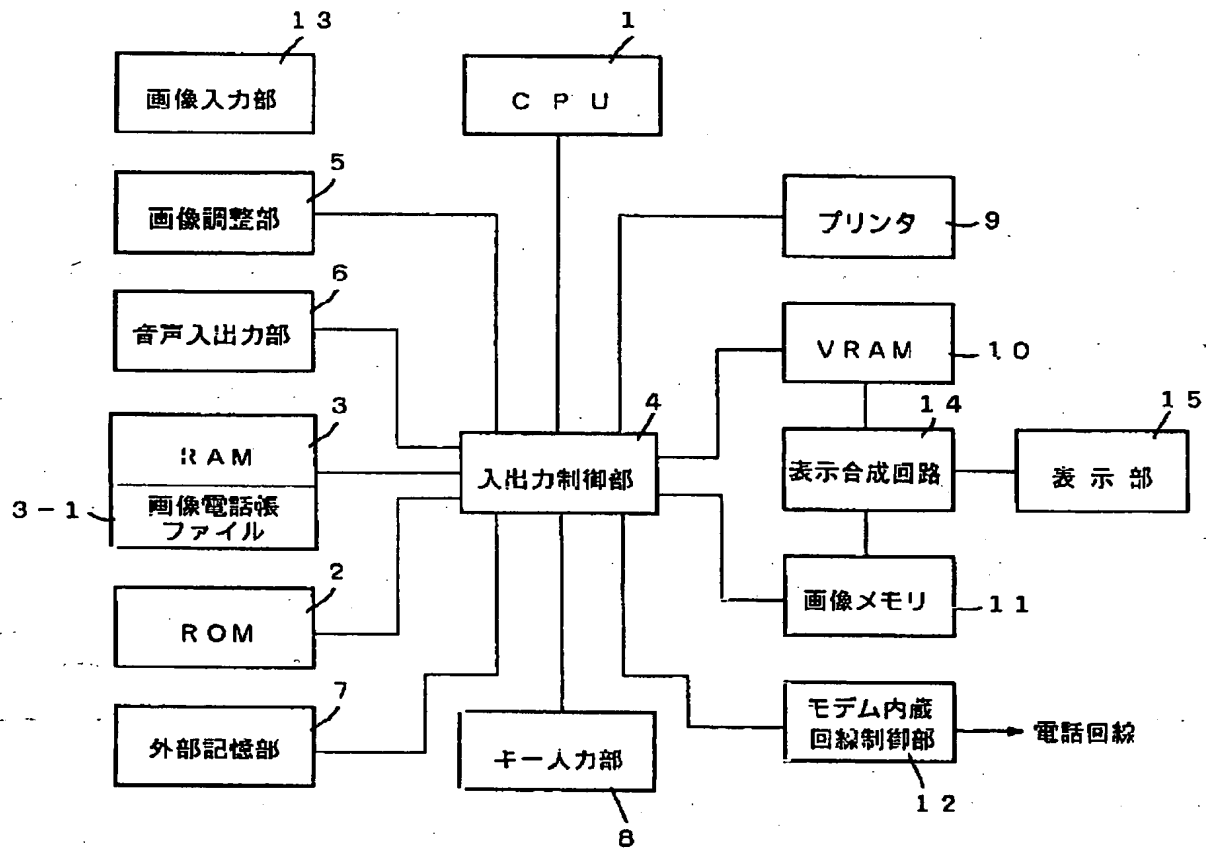 13
画像入力部
1
CPU
5
画像調整部
プリンタ
9
6
音声入出力部
VRAM
10
3
RAM
3-1
画像電話帳
ファイル
4
入出力制御部
14
表示合成回路
15
表示部
2
ROM
画像メモリ
11
7
外部記憶部
キー入力部
8
モデム内蔵
回線制御部
12
電話回線